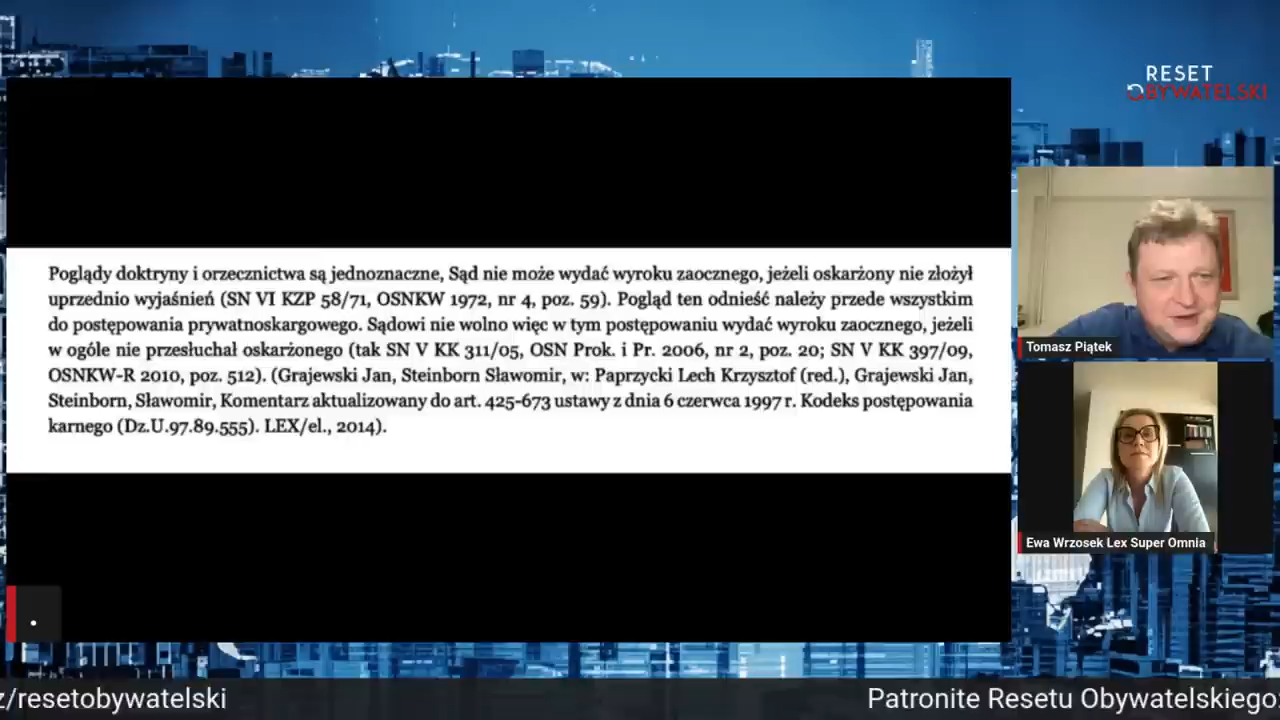 RESET
OBYWATELSKI
Poglądy doktryny i orzecznictwa są jednoznaczne, Sąd nie może wydać wyroku zaocznego, jeżeli oskarżony nie złożył
uprzednio wyjaśnień (SN VI KZP 58/71, OSNKW 1972, nr 4, poz. 59). Pogląd ten odnieść należy przede wszystkim
do postępowania prywatnoskargowego. Sądowi nie wolno więc w tym postępowaniu wydać wyroku zaocznego, jeżeli
w ogóle nie przesłuchał oskarżonego (tak SN V KK 311/05, OSN Prok. i Pr. 2006, nr 2, poz. 20; SN V KK 397/09,
OSNKW-R 2010, poz. 512). (Grajewski Jan, Steinborn Sławomir, w: Paprzycki Lech Krzysztof (red.), Grajewski Jan,
Steinborn, Sławomir, Komentarz aktualizowany do art. 425-673 ustawy z dnia 6 czerwca 1997 r. Kodeks postępowania
karnego (Dz.U.97.89.555). LEX/el., 2014).
Tomasz Piątek
Ewa Wrzosek Lex Super Omnia
.
z/resetobywatelski
Patronite Resetu Obywatelskiego: